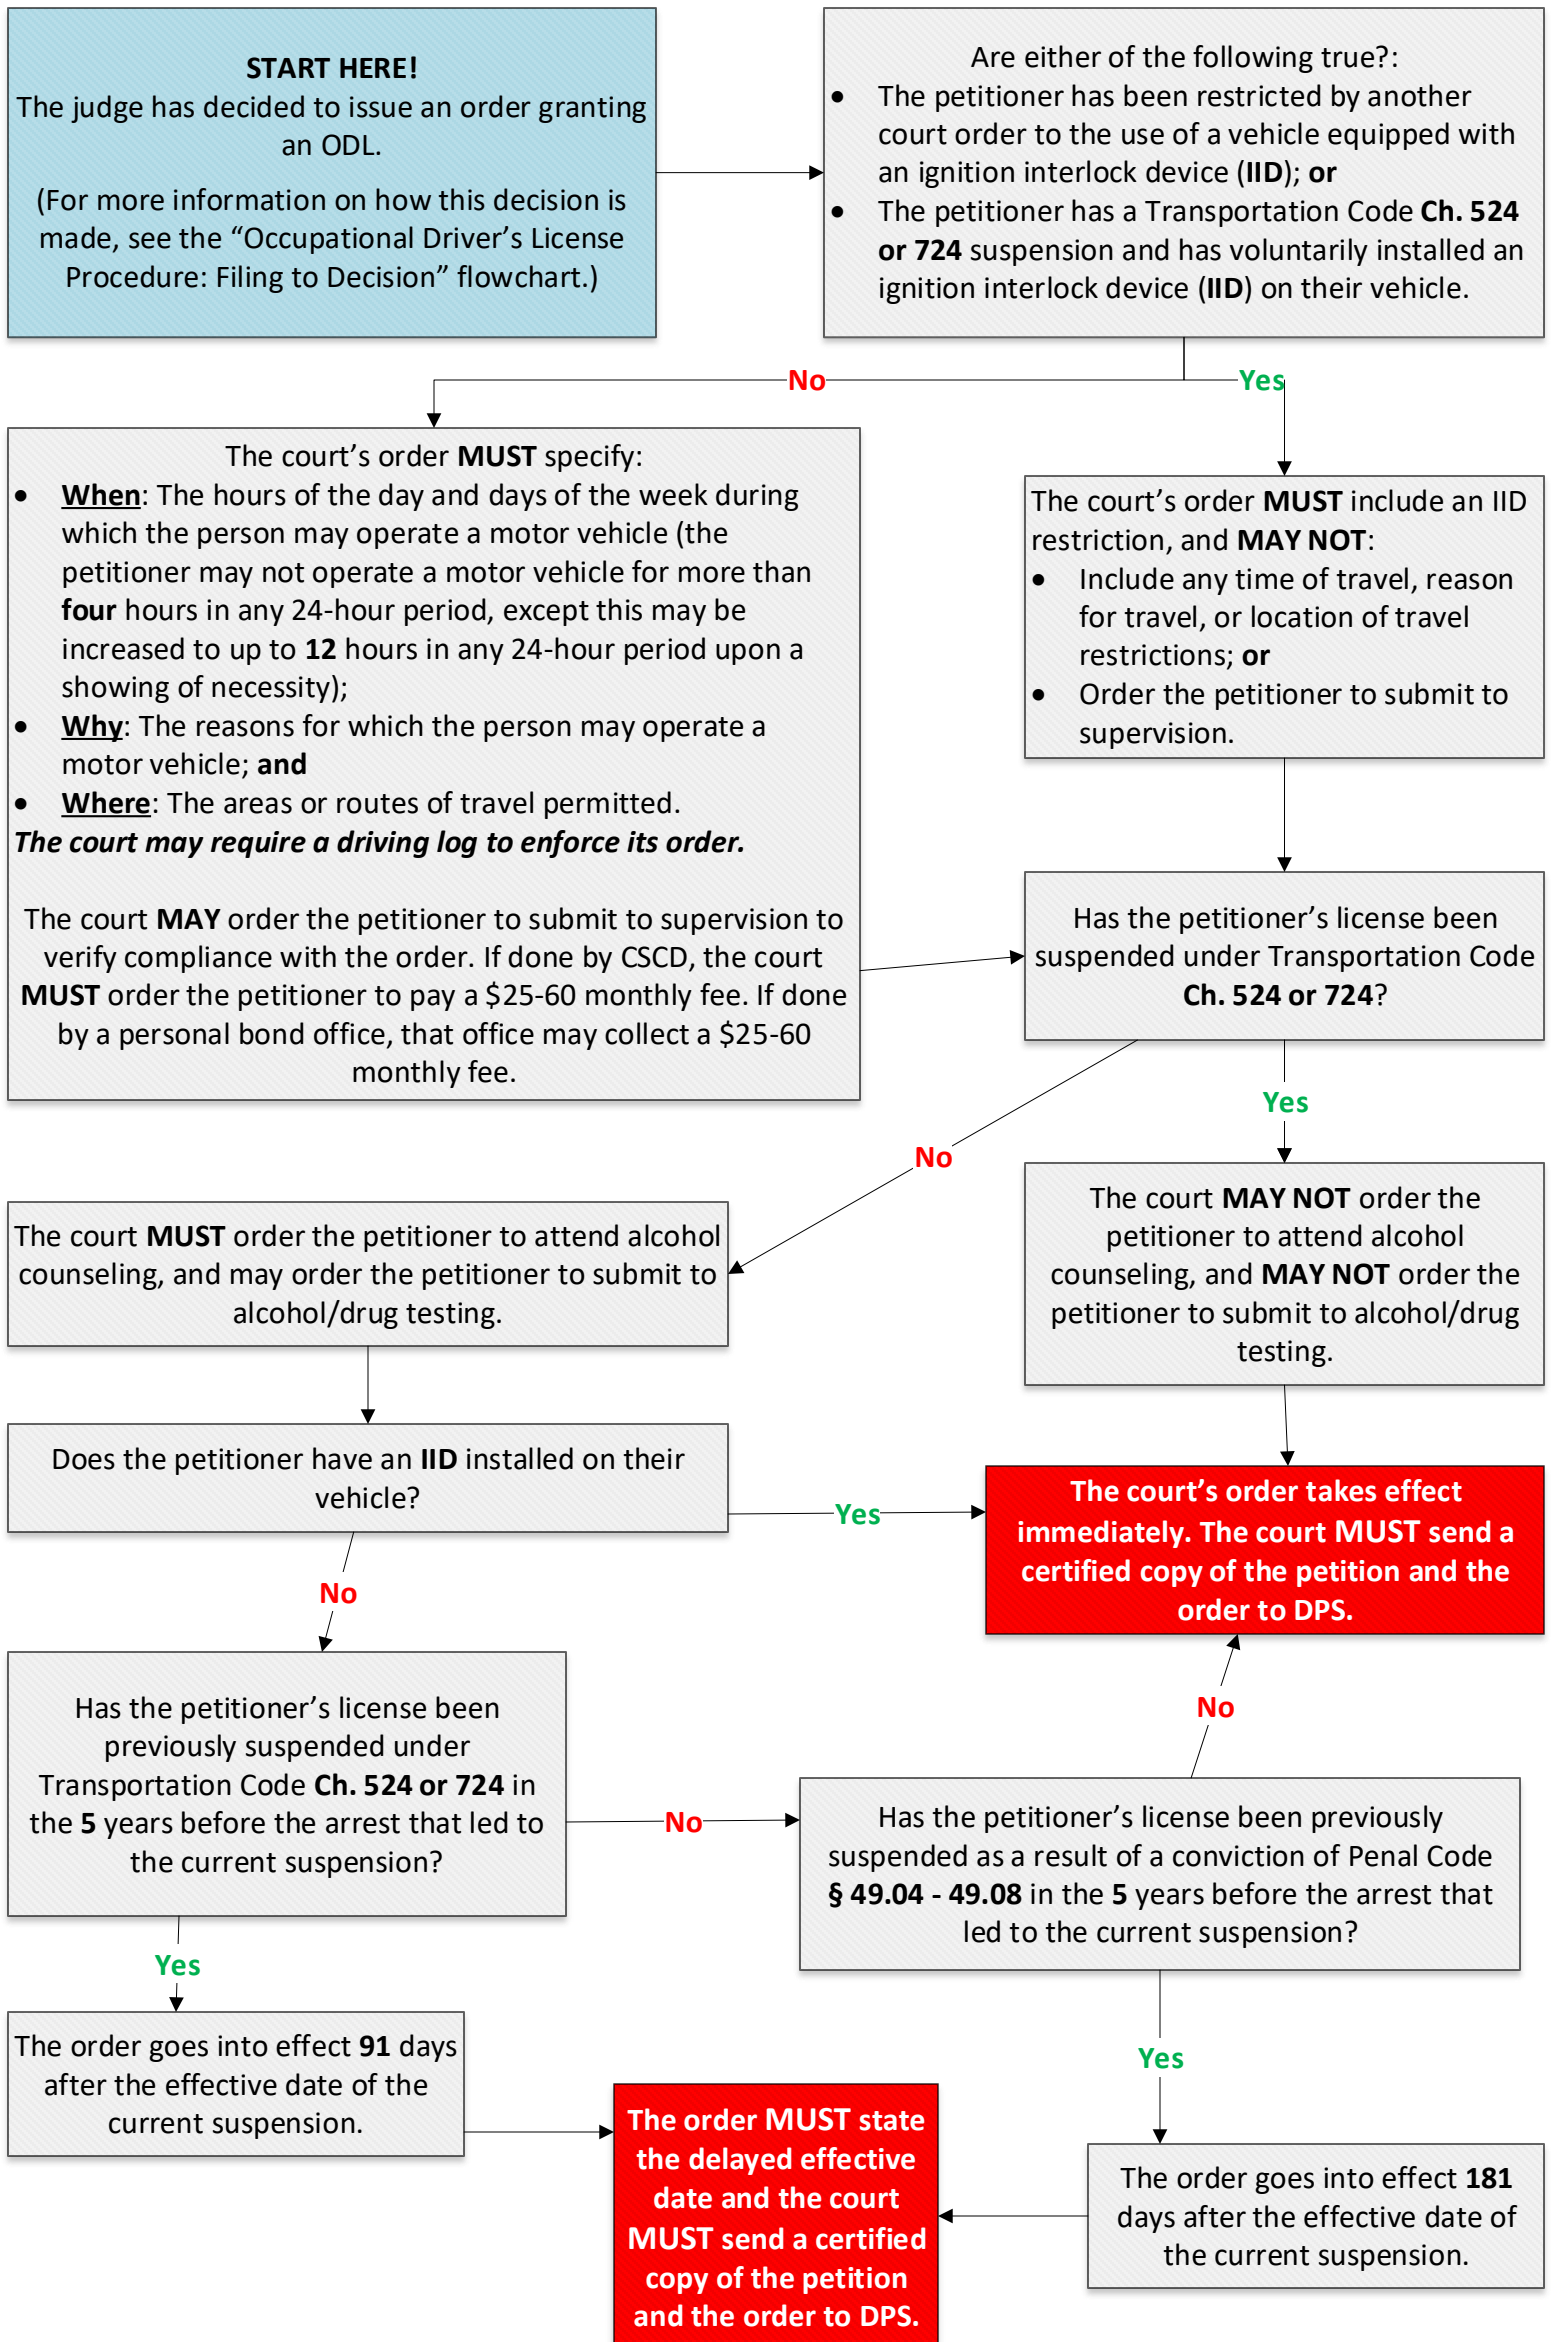 START HERE!
The judge has decided to issue an order granting
an ODL.
(For more information on how this decision is
made, see the “Occupational Driver’s License
Procedure: Filing to Decision” flowchart.)
Are either of the following true?:
• The petitioner has been restricted by another
court order to the use of a vehicle equipped with
an ignition interlock device (IID); or
• The petitioner has a Transportation Code Ch. 524
or 724 suspension and has voluntarily installed an
ignition interlock device (IID) on their vehicle.
No
Yes
The court’s order MUST specify:
• When: The hours of the day and days of the week during
which the person may operate a motor vehicle (the
petitioner may not operate a motor vehicle for more than
four hours in any 24-hour period, except this may be
increased to up to 12 hours in any 24-hour period upon a
showing of necessity);
• Why: The reasons for which the person may operate a
motor vehicle; and
• Where: The areas or routes of travel permitted.
The court may require a driving log to enforce its order.
The court MAY order the petitioner to submit to supervision to
verify compliance with the order. If done by CSCD, the court
MUST order the petitioner to pay a $25-60 monthly fee. If done
by a personal bond office, that office may collect a $25-60
monthly fee.
The court’s order MUST include an IID
restriction, and MAY NOT:
• Include any time of travel, reason
for travel, or location of travel
restrictions; or
• Order the petitioner to submit to
supervision.
Has the petitioner’s license been
suspended under Transportation Code
Ch. 524 or 724?
No
Yes
The court MUST order the petitioner to attend alcohol
counseling, and may order the petitioner to submit to
alcohol/drug testing.
The court MAY NOT order the
petitioner to attend alcohol
counseling, and MAY NOT order the
petitioner to submit to alcohol/drug
testing.
Does the petitioner have an IID installed on their
vehicle?
Yes
No
The court’s order takes effect
immediately. The court MUST send a
certified copy of the petition and the
order to DPS.
Has the petitioner’s license been
previously suspended under
Transportation Code Ch. 524 or 724 in
the 5 years before the arrest that led to
the current suspension?
No
Yes
Has the petitioner’s license been previously
suspended as a result of a conviction of Penal Code
§ 49.04 - 49.08 in the 5 years before the arrest that
led to the current suspension?
No
Yes
The order goes into effect 91 days
after the effective date of the
current suspension.
The order MUST state
the delayed effective
date and the court
MUST send a certified
copy of the petition
and the order to DPS.
The order goes into effect 181
days after the effective date of
the current suspension.